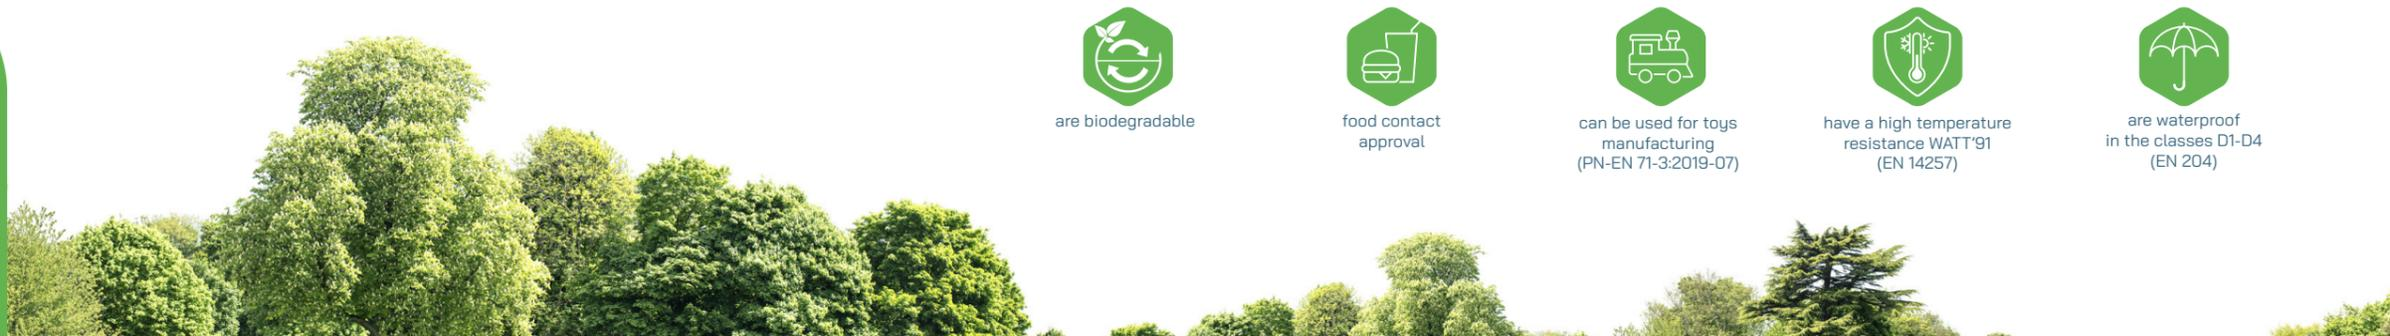 are biodegradable
food contact
approval
can be used for toys
manufacturing
(PN-EN 71-3:2019-07)
have a high temperature
resistance WATT'91
(EN 14257)
are waterproof
in the classes D1-D4
(EN 204)